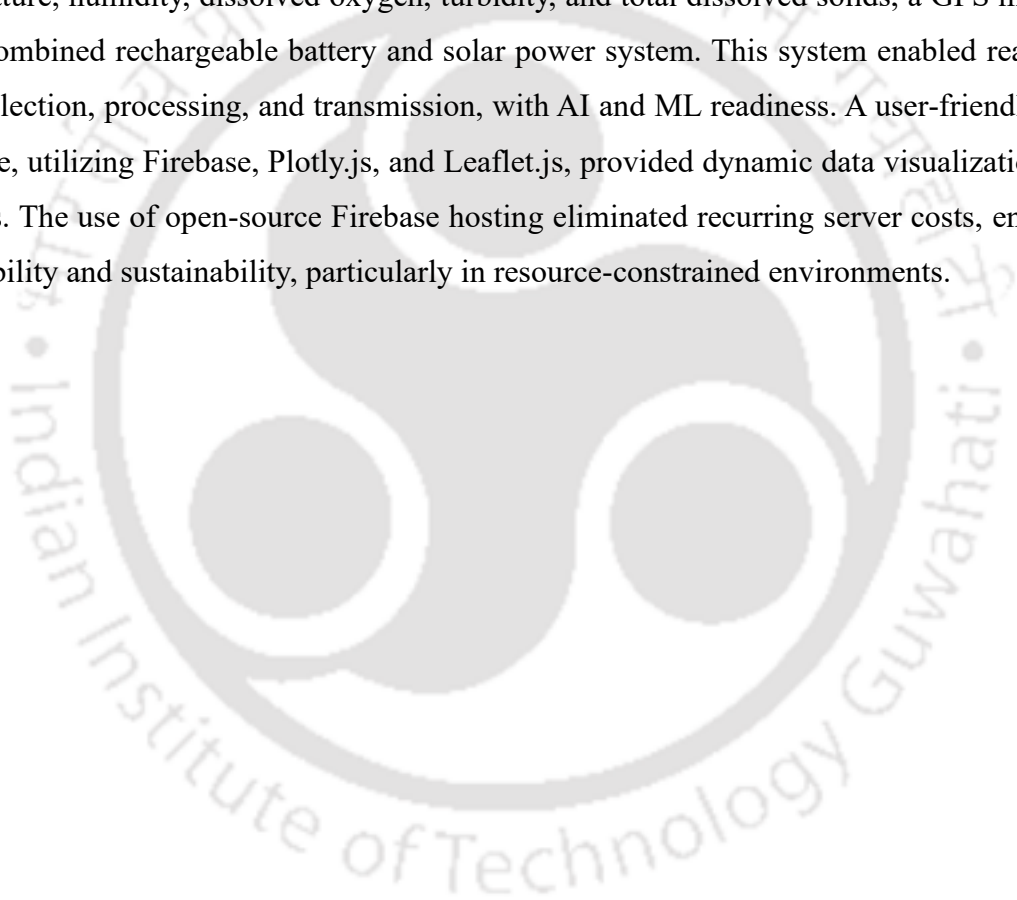 ture, humidity, dissolved oxygen, turbidity, and total dissolved solids, a GPS
ombined rechargeable battery and solar power system. This system enabled rea
llection, processing, and transmission, with AI and ML readiness. A user-friendl
e, utilizing Firebase, Plotly.js, and Leaflet.js, provided dynamic data visualizati
s. The use of open-source Firebase hosting eliminated recurring server costs, en
bility and sustainability, particularly in resource-constrained environments.
Indian Institute of Technology Guwahati